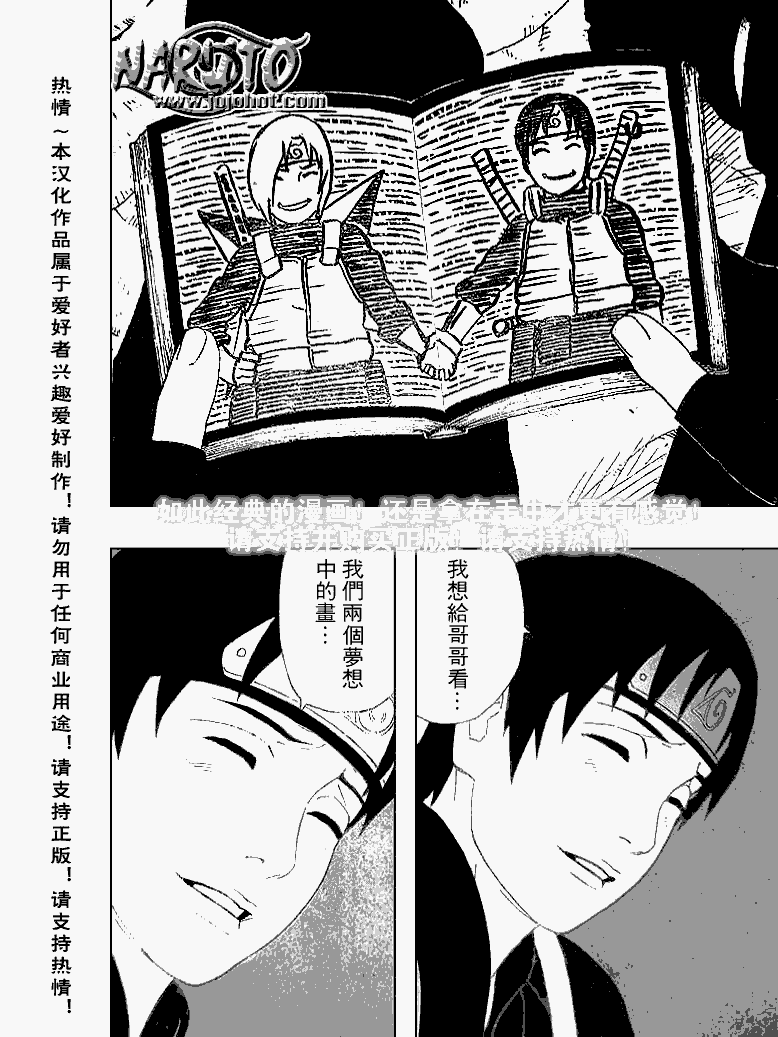 NARUTO
www.jojohot.com
热情～本汉化作品属于爱好者兴趣爱好制作！请勿用于任何商业用途！请支持正版！请支持热情！
如此经典的漫画！还是拿在手中才更有感觉！
请支持并购买正版！请支持热情！
我想給哥哥看…
我們兩個夢想
中的畫…